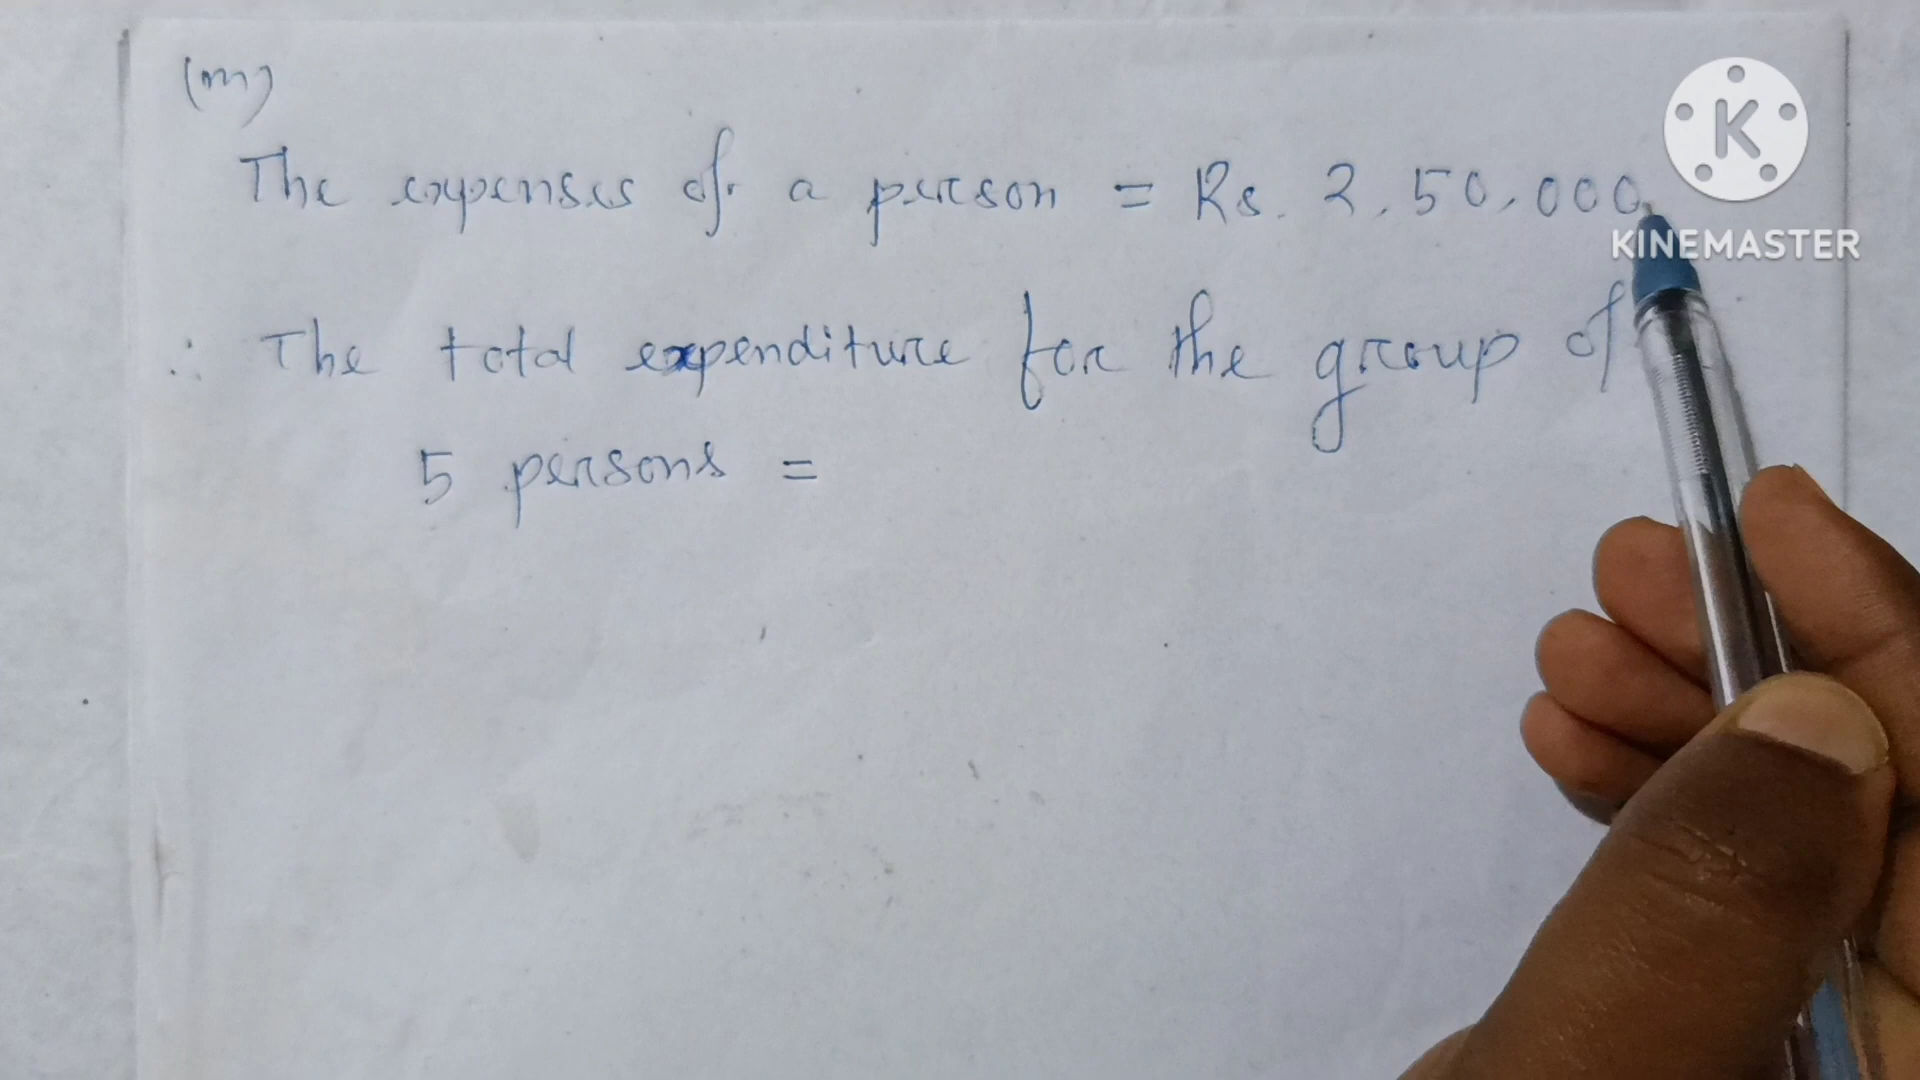 (m)
The expenses of a person = Rs. 2,50,000
∴ The total expenditure for the group of
5 persons =
K
KINEMASTER